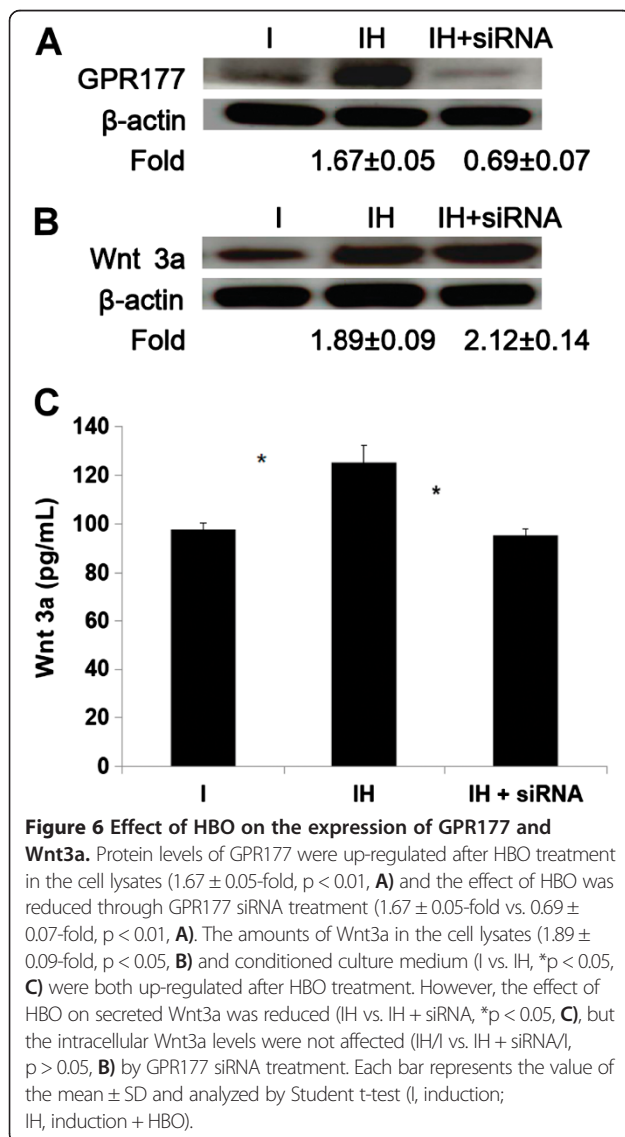 A
I IH IH+siRNA
GPR177
β-actin
Fold 1.67±0.05 0.69±0.07
B
I IH IH+siRNA
Wnt 3a
β-actin
Fold 1.89±0.09 2.12±0.14
C
140
120
100
80
60
40
20
0
Wnt 3a (pg/mL)
*
*
I IH IH + siRNA
Figure 6 Effect of HBO on the expression of GPR177 and
Wnt3a. Protein levels of GPR177 were up-regulated after HBO treatment
in the cell lysates (1.67 ± 0.05-fold, p < 0.01, A) and the effect of HBO was
reduced through GPR177 siRNA treatment (1.67 ± 0.05-fold vs. 0.69 ±
0.07-fold, p < 0.01, A). The amounts of Wnt3a in the cell lysates (1.89 ±
0.09-fold, p < 0.05, B) and conditioned culture medium (I vs. IH, *p < 0.05,
C) were both up-regulated after HBO treatment. However, the effect of
HBO on secreted Wnt3a was reduced (IH vs. IH + siRNA, *p < 0.05, C), but
the intracellular Wnt3a levels were not affected (IH/I vs. IH + siRNA/I,
p > 0.05, B) by GPR177 siRNA treatment. Each bar represents the value of
the mean ± SD and analyzed by Student t-test (I, induction;
IH, induction + HBO).